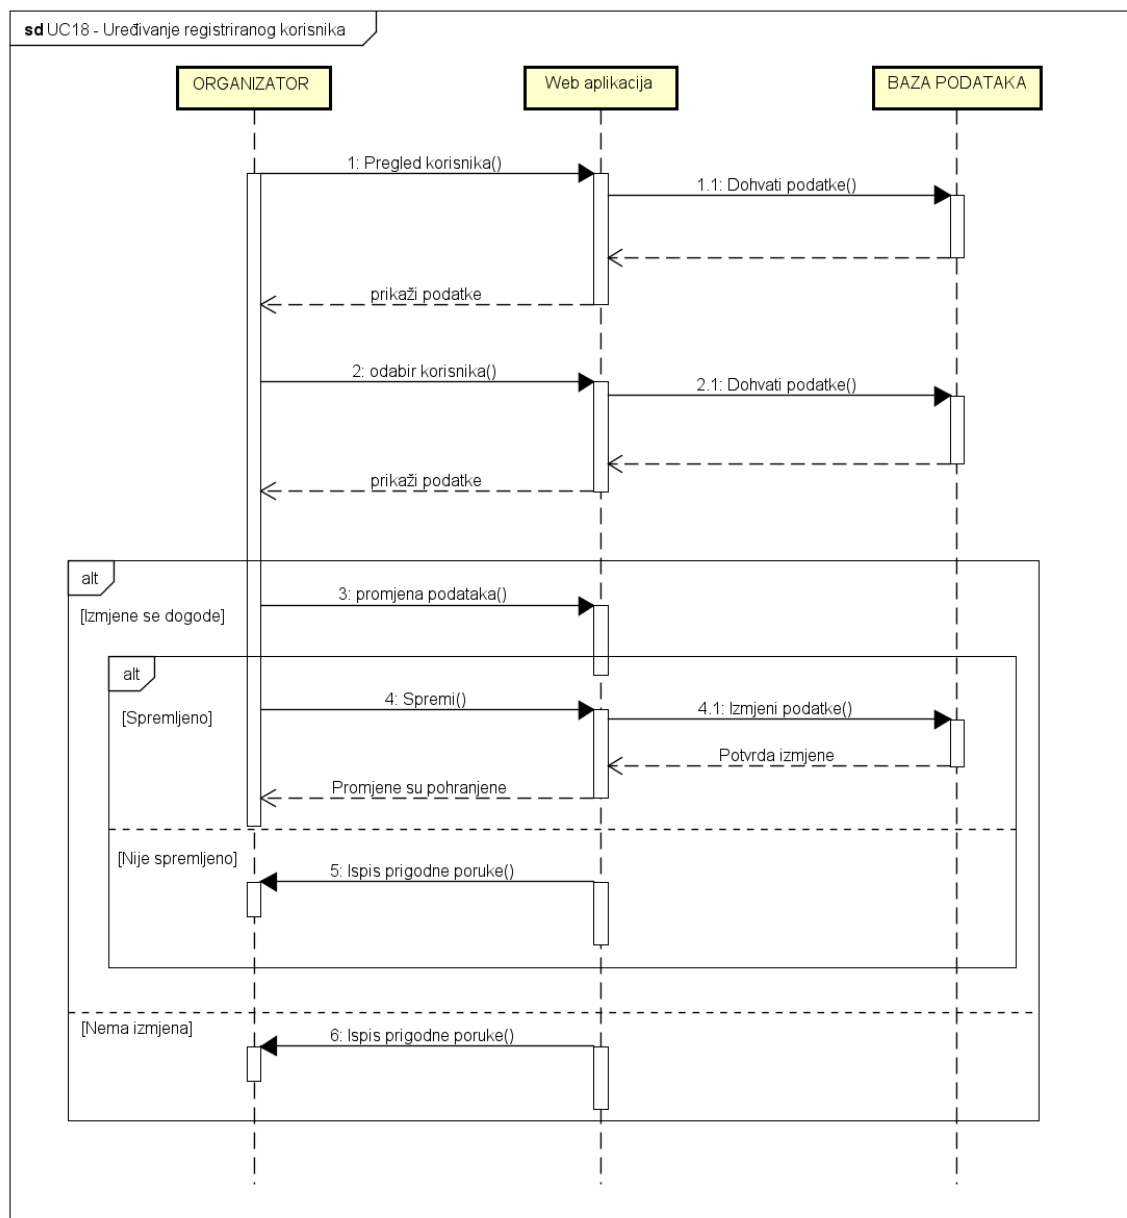 sd UC18 - Uređivanje registriranog korisnika
ORGANIZATOR
Web aplikacija
BAZA PODATAKA
1: Pregled korisnika()
1.1: Dohvati podatke()
prikaži podatke
2: odabir korisnika()
2.1: Dohvati podatke()
prikaži podatke
alt
3: promjena podataka()
[Izmjene se dogode]
alt
4: Spremi()
4.1: Izmjeni podatke()
[Spremljeno]
Potvrda izmjene
Promjene su pohranjene
[Nije spremljeno]
5: Ispis prigodne poruke()
[Nema izmjena]
6: Ispis prigodne poruke()